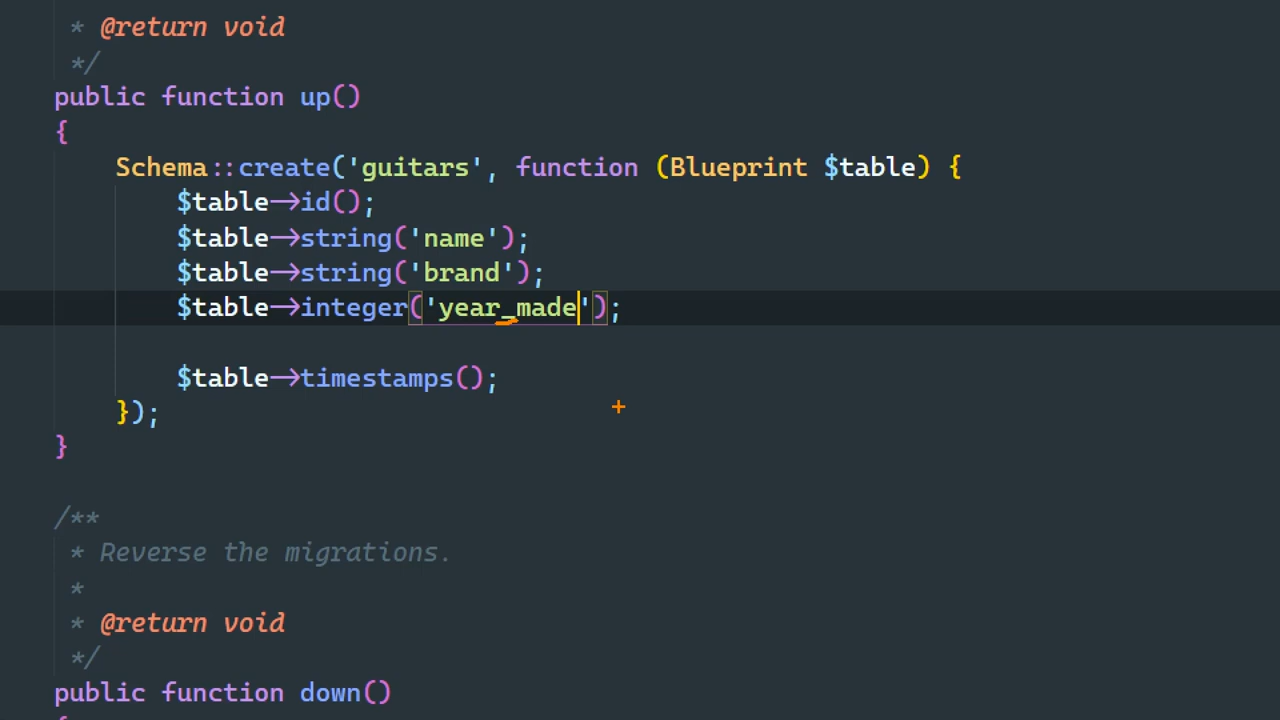 * @return void
 */
public function up()
{
    Schema::create('guitars', function (Blueprint $table) {
        $table->id();
        $table->string('name');
        $table->string('brand');
        $table->integer('year_made');

        $table->timestamps();
    });
}

/**
 * Reverse the migrations.
 *
 * @return void
 */
public function down()